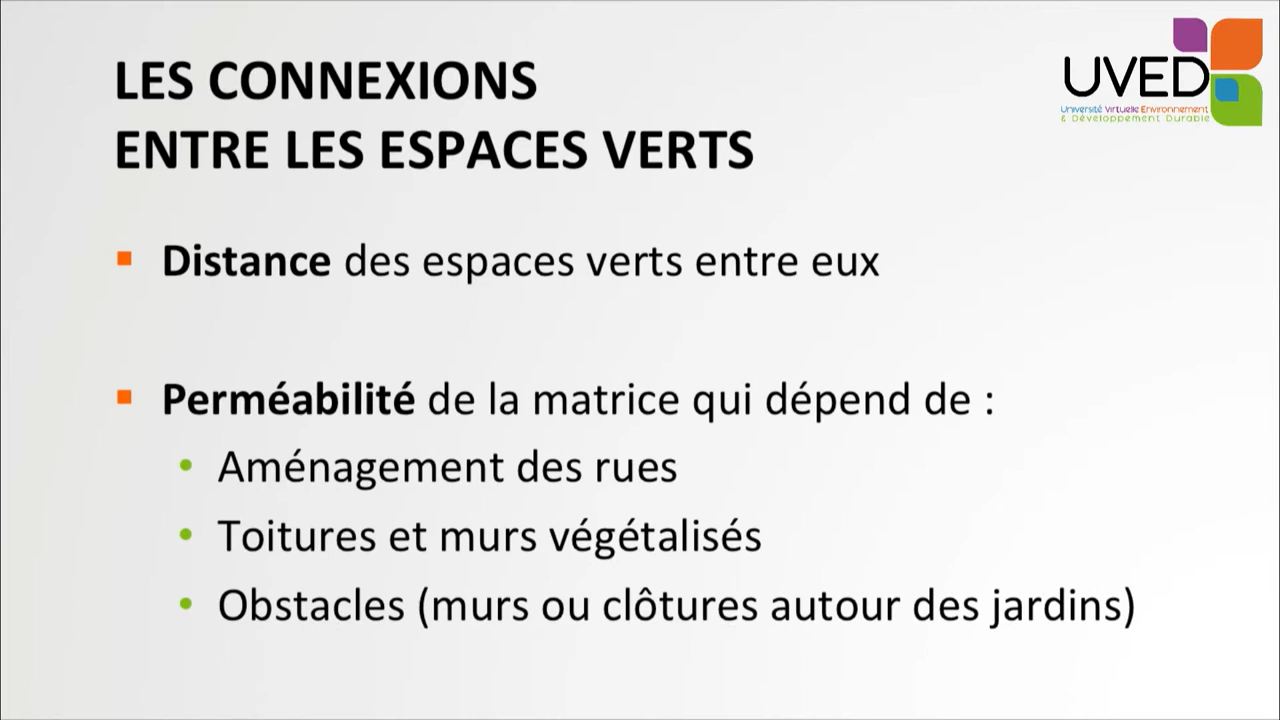 LES CONNEXIONS
ENTRE LES ESPACES VERTS
UVED
Université Virtuelle Environnement
& Développement Durable
Distance des espaces verts entre eux
Perméabilité de la matrice qui dépend de :
Aménagement des rues
Toitures et murs végétalisés
Obstacles (murs ou clôtures autour des jardins)